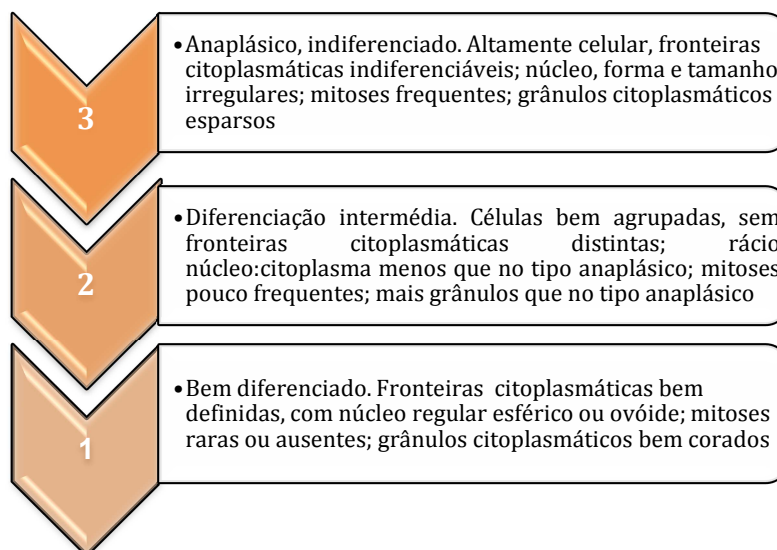 •Anaplásico, indiferenciado. Altamente celular, fronteiras
citoplasmáticas indiferenciáveis; núcleo, forma e tamanho
irregulares; mitoses frequentes; grânulos citoplasmáticos
esparsos
3
•Diferenciação intermédia. Células bem agrupadas, sem
fronteiras citoplasmáticas distintas; rácio
núcleo:citoplasma menos que no tipo anaplásico; mitoses
pouco frequentes; mais grânulos que no tipo anaplásico
2
•Bem diferenciado. Fronteiras citoplasmáticas bem
definidas, com núcleo regular esférico ou ovóide; mitoses
raras ou ausentes; grânulos citoplasmáticos bem corados
1